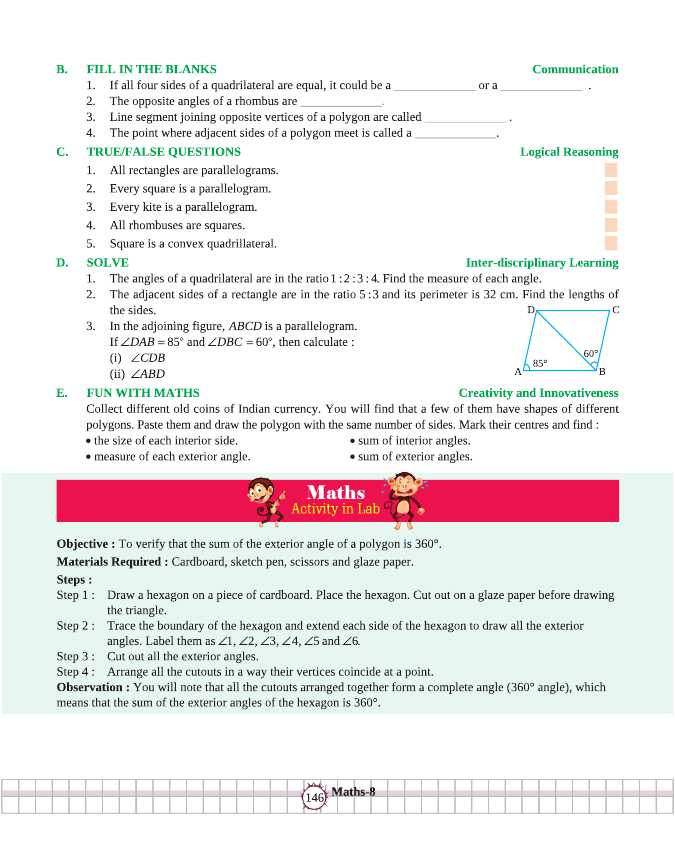 B. FILL IN THE BLANKS Communication
1. If all four sides of a quadrilateral are equal, it could be a _____________ or a _____________ .
2. The opposite angles of a rhombus are _____________.
3. Line segment joining opposite vertices of a polygon are called _____________ .
4. The point where adjacent sides of a polygon meet is called a _____________.
C. TRUE/FALSE QUESTIONS Logical Reasoning
1. All rectangles are parallelograms.
2. Every square is a parallelogram.
3. Every kite is a parallelogram.
4. All rhombuses are squares.
5. Square is a convex quadrillateral.
D. SOLVE Inter-discriplinary Learning
1. The angles of a quadrilateral are in the ratio 1 : 2 : 3 : 4. Find the measure of each angle.
2. The adjacent sides of a rectangle are in the ratio 5 : 3 and its perimeter is 32 cm. Find the lengths of
the sides.
3. In the adjoining figure, ABCD is a parallelogram.
If ∠DAB = 85° and ∠DBC = 60°, then calculate :
(i) ∠CDB
(ii) ∠ABD
D C
60°
85°
A B
E. FUN WITH MATHS Creativity and Innovativeness
Collect different old coins of Indian currency. You will find that a few of them have shapes of different
polygons. Paste them and draw the polygon with the same number of sides. Mark their centres and find :
• the size of each interior side. • sum of interior angles.
• measure of each exterior angle. • sum of exterior angles.
Maths
Activity in Lab
Objective : To verify that the sum of the exterior angle of a polygon is 360°.
Materials Required : Cardboard, sketch pen, scissors and glaze paper.
Steps :
Step 1 : Draw a hexagon on a piece of cardboard. Place the hexagon. Cut out on a glaze paper before drawing
the triangle.
Step 2 : Trace the boundary of the hexagon and extend each side of the hexagon to draw all the exterior
angles. Label them as ∠1, ∠2, ∠3, ∠4, ∠5 and ∠6.
Step 3 : Cut out all the exterior angles.
Step 4 : Arrange all the cutouts in a way their vertices coincide at a point.
Observation : You will note that all the cutouts arranged together form a complete angle (360° angle), which
means that the sum of the exterior angles of the hexagon is 360°.
146 Maths-8